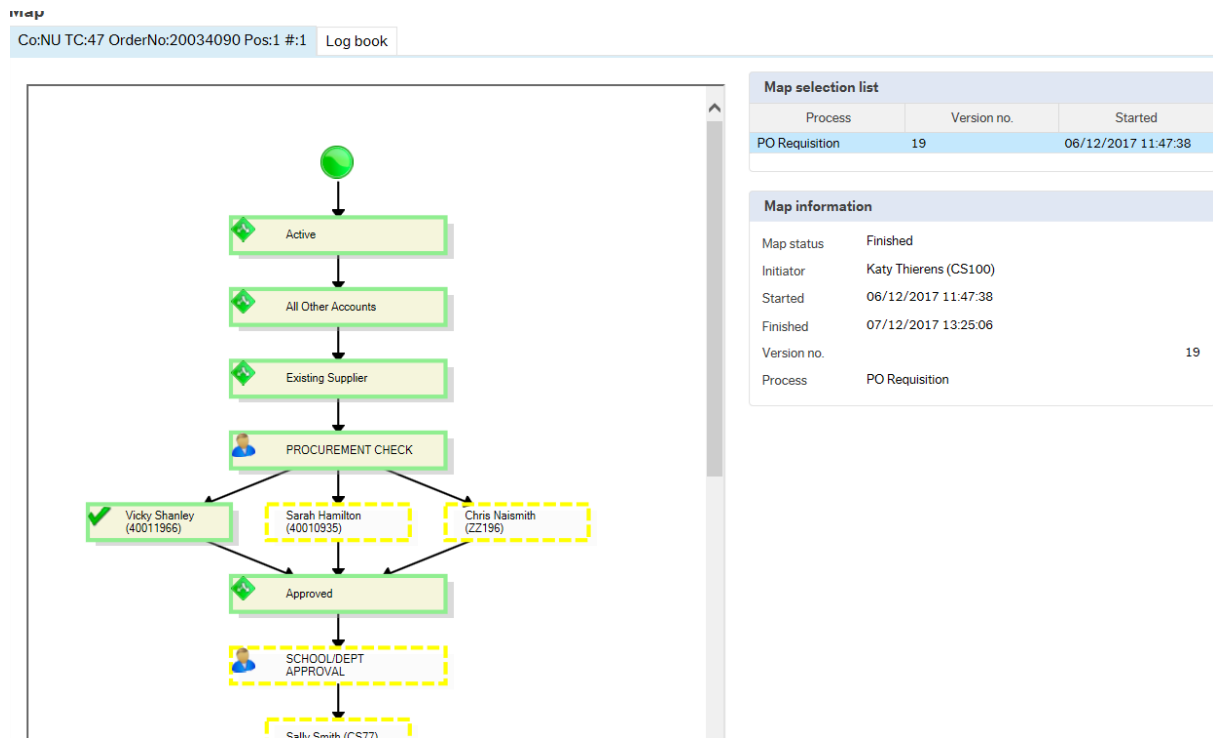 Map
Co:NU TC:47 OrderNo:20034090 Pos:1 #:1 Log book
Active
All Other Accounts
Existing Supplier
PROCUREMENT CHECK
Vicky Shanley
(40011966)
Sarah Hamilton
(40010935)
Chris Naismith
(ZZ196)
Approved
SCHOOL/DEPT
APPROVAL
Sally Smith (CS77)
Map selection list
Process Version no. Started
PO Requisition 19 06/12/2017 11:47:38
Map information
Map status Finished
Initiator Katy Thierens (CS100)
Started 06/12/2017 11:47:38
Finished 07/12/2017 13:25:06
Version no. 19
Process PO Requisition